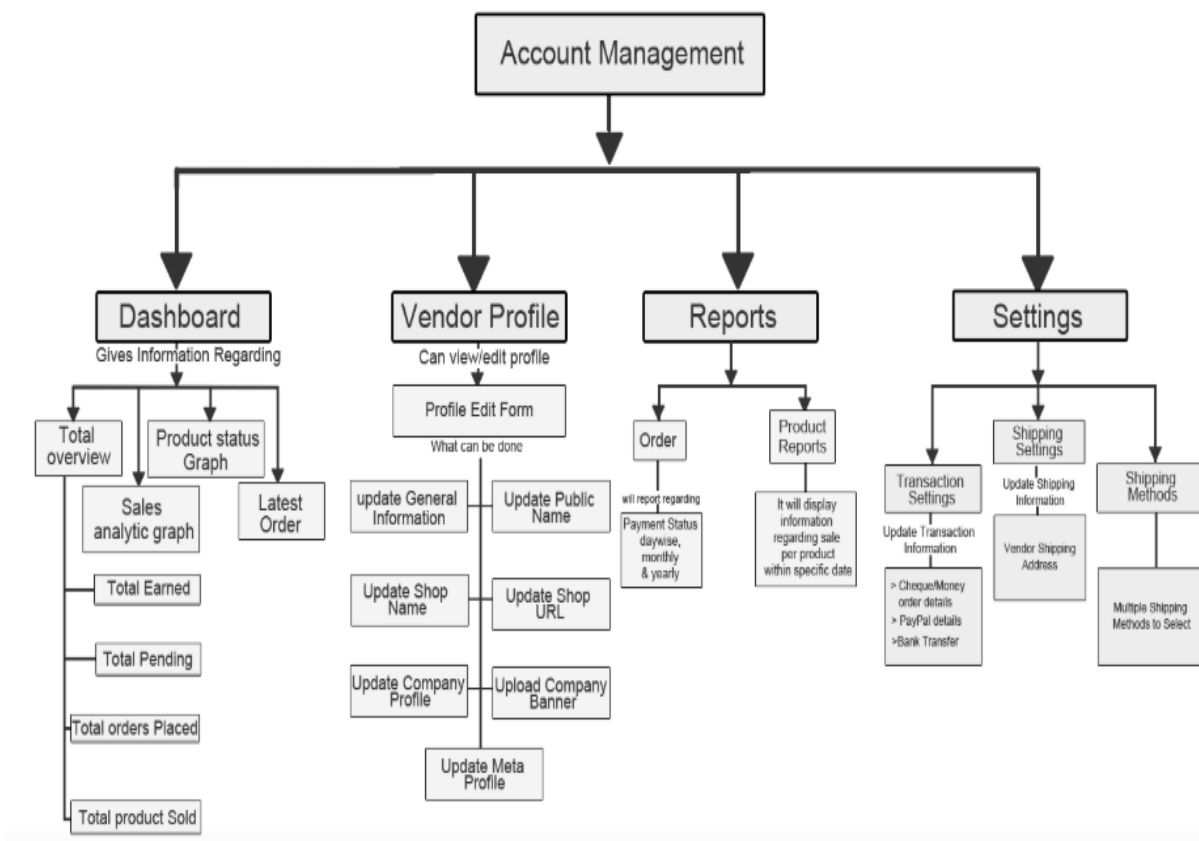 Account Management
Dashboard
Gives Information Regarding
Total
overview
Product status
Graph
Sales
analytic graph
Latest
Order
Total Earned
Total Pending
Total orders Placed
Total product Sold
Vendor Profile
Can view/edit profile
Profile Edit Form
What can be done
update General
Information
Update Public
Name
Update Shop
Name
Update Shop
URL
Update Company
Profile
Upload Company
Banner
Update Meta
Profile
Reports
Order
will report regarding
Payment Status
daywise,
monthly
& yearly
Product
Reports
It will display
information
regarding sale
per product
within specific date
Settings
Transaction
Settings
Update Transaction
Information
> Cheque/Money
order details
> PayPal details
>Bank Transfer
Shipping
Settings
Update Shipping
Information
Vendor Shipping
Address
Shipping
Methods
Multiple Shipping
Methods to Select